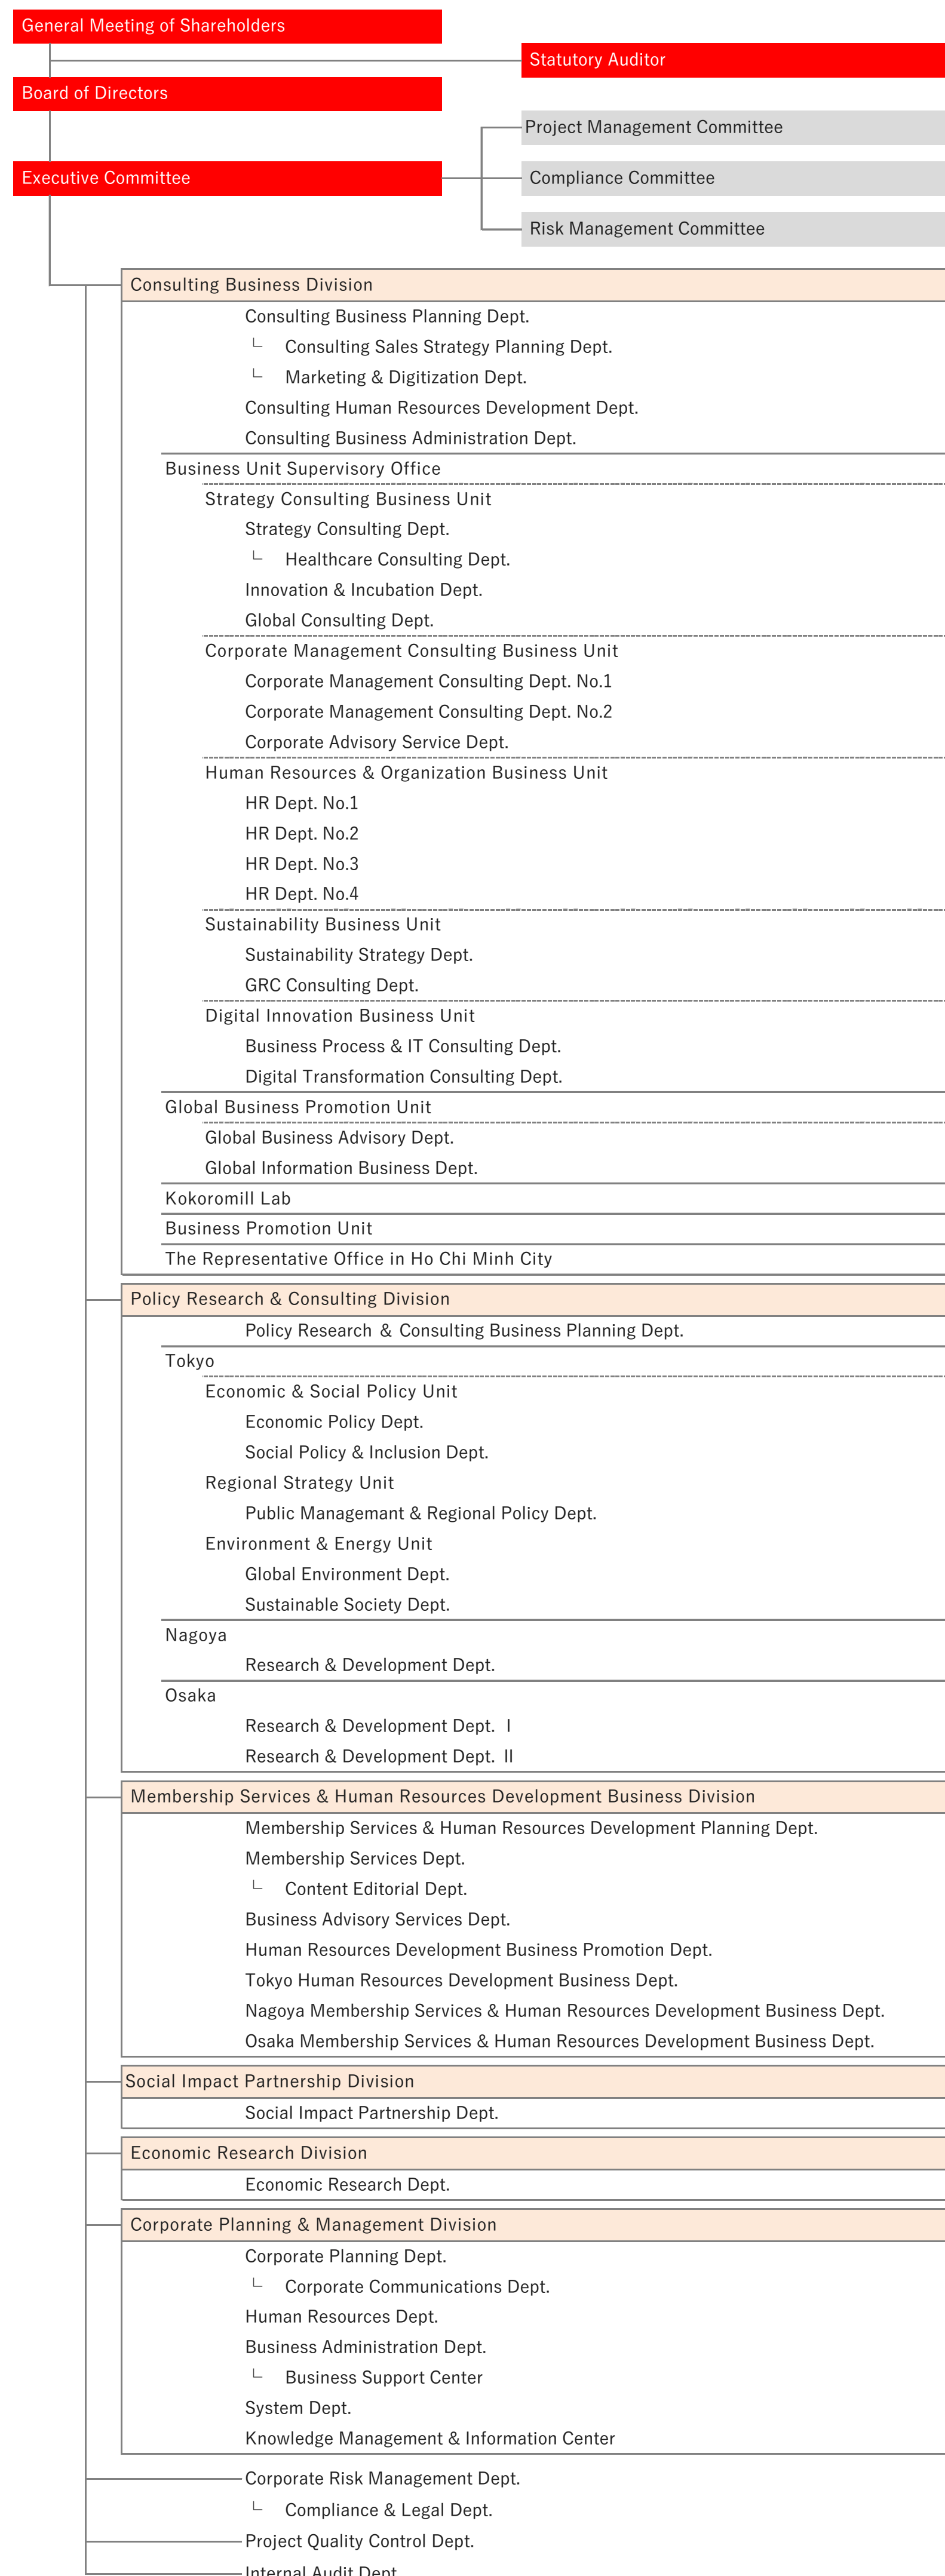 General Meeting of Shareholders
Statutory Auditor
Board of Directors
Project Management Committee
Executive Committee
Compliance Committee
Risk Management Committee
Consulting Business Division
Consulting Business Planning Dept.
└ Consulting Sales Strategy Planning Dept.
└ Marketing & Digitization Dept.
Consulting Human Resources Development Dept.
Consulting Business Administration Dept.
Business Unit Supervisory Office
Strategy Consulting Business Unit
Strategy Consulting Dept.
└ Healthcare Consulting Dept.
Innovation & Incubation Dept.
Global Consulting Dept.
Corporate Management Consulting Business Unit
Corporate Management Consulting Dept. No.1
Corporate Management Consulting Dept. No.2
Corporate Advisory Service Dept.
Human Resources & Organization Business Unit
HR Dept. No.1
HR Dept. No.2
HR Dept. No.3
HR Dept. No.4
Sustainability Business Unit
Sustainability Strategy Dept.
GRC Consulting Dept.
Digital Innovation Business Unit
Business Process & IT Consulting Dept.
Digital Transformation Consulting Dept.
Global Business Promotion Unit
Global Business Advisory Dept.
Global Information Business Dept.
Kokoromill Lab
Business Promotion Unit
The Representative Office in Ho Chi Minh City
Policy Research & Consulting Division
Policy Research & Consulting Business Planning Dept.
Tokyo
Economic & Social Policy Unit
Economic Policy Dept.
Social Policy & Inclusion Dept.
Regional Strategy Unit
Public Managemant & Regional Policy Dept.
Environment & Energy Unit
Global Environment Dept.
Sustainable Society Dept.
Nagoya
Research & Development Dept.
Osaka
Research & Development Dept. I
Research & Development Dept. II
Membership Services & Human Resources Development Business Division
Membership Services & Human Resources Development Planning Dept.
Membership Services Dept.
└ Content Editorial Dept.
Business Advisory Services Dept.
Human Resources Development Business Promotion Dept.
Tokyo Human Resources Development Business Dept.
Nagoya Membership Services & Human Resources Development Business Dept.
Osaka Membership Services & Human Resources Development Business Dept.
Social Impact Partnership Division
Social Impact Partnership Dept.
Economic Research Division
Economic Research Dept.
Corporate Planning & Management Division
Corporate Planning Dept.
└ Corporate Communications Dept.
Human Resources Dept.
Business Administration Dept.
└ Business Support Center
System Dept.
Knowledge Management & Information Center
Corporate Risk Management Dept.
└ Compliance & Legal Dept.
Project Quality Control Dept.
Internal Audit Dept.